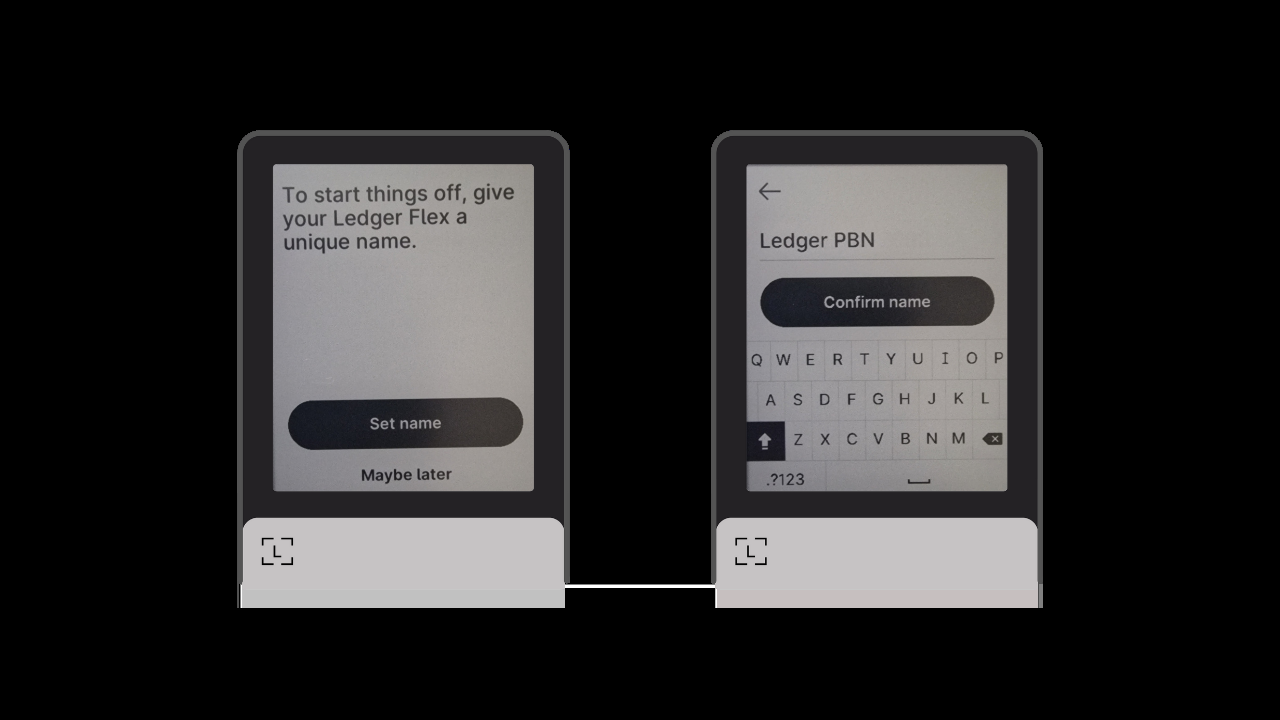 To start things off, give
your Ledger Flex a
unique name.
Set name
Maybe later
L
Ledger PBN
Confirm name
Q W E R T Y U I O P
A S D F G H J K L
Z X C V B N M
.?123
L